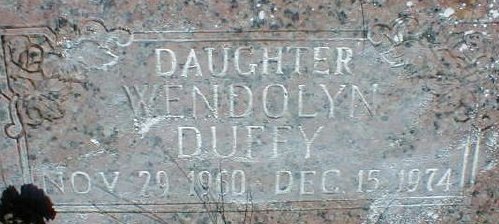 DAUGHTER
WENDOLYN
DUFFY
NOV 29 1960 DEC. 15, 1974